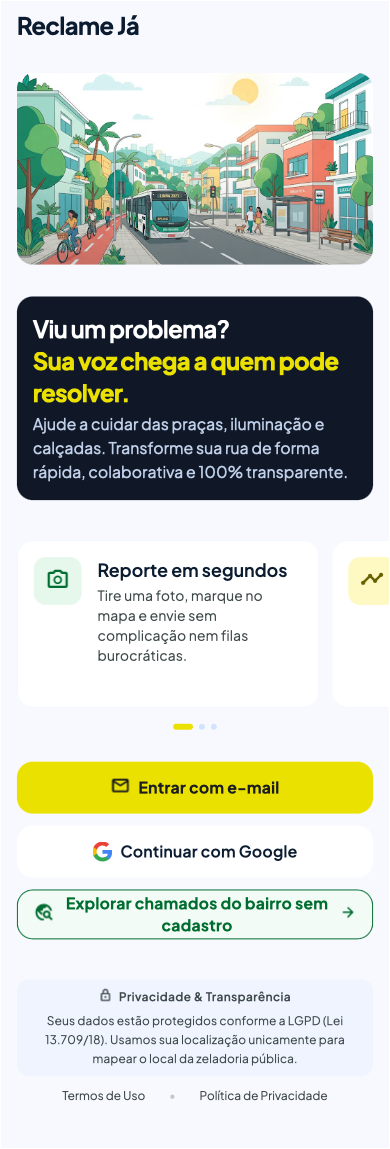 Reclame Já
Viu um problema?
Sua voz chega a quem pode
resolver.
Ajude a cuidar das praças, iluminação e
calçadas. Transforme sua rua de forma
rápida, colaborativa e 100% transparente.
Reporte em segundos
Tire uma foto, marque no
mapa e envie sem
complicação nem filas
burocráticas.
Entrar com e-mail
Continuar com Google
Explorar chamados do bairro sem
cadastro
Privacidade & Transparência
Seus dados estão protegidos conforme a LGPD (Lei
13.709/18). Usamos sua localização unicamente para
mapear o local da zeladoria pública.
Termos de Uso
Política de Privacidade